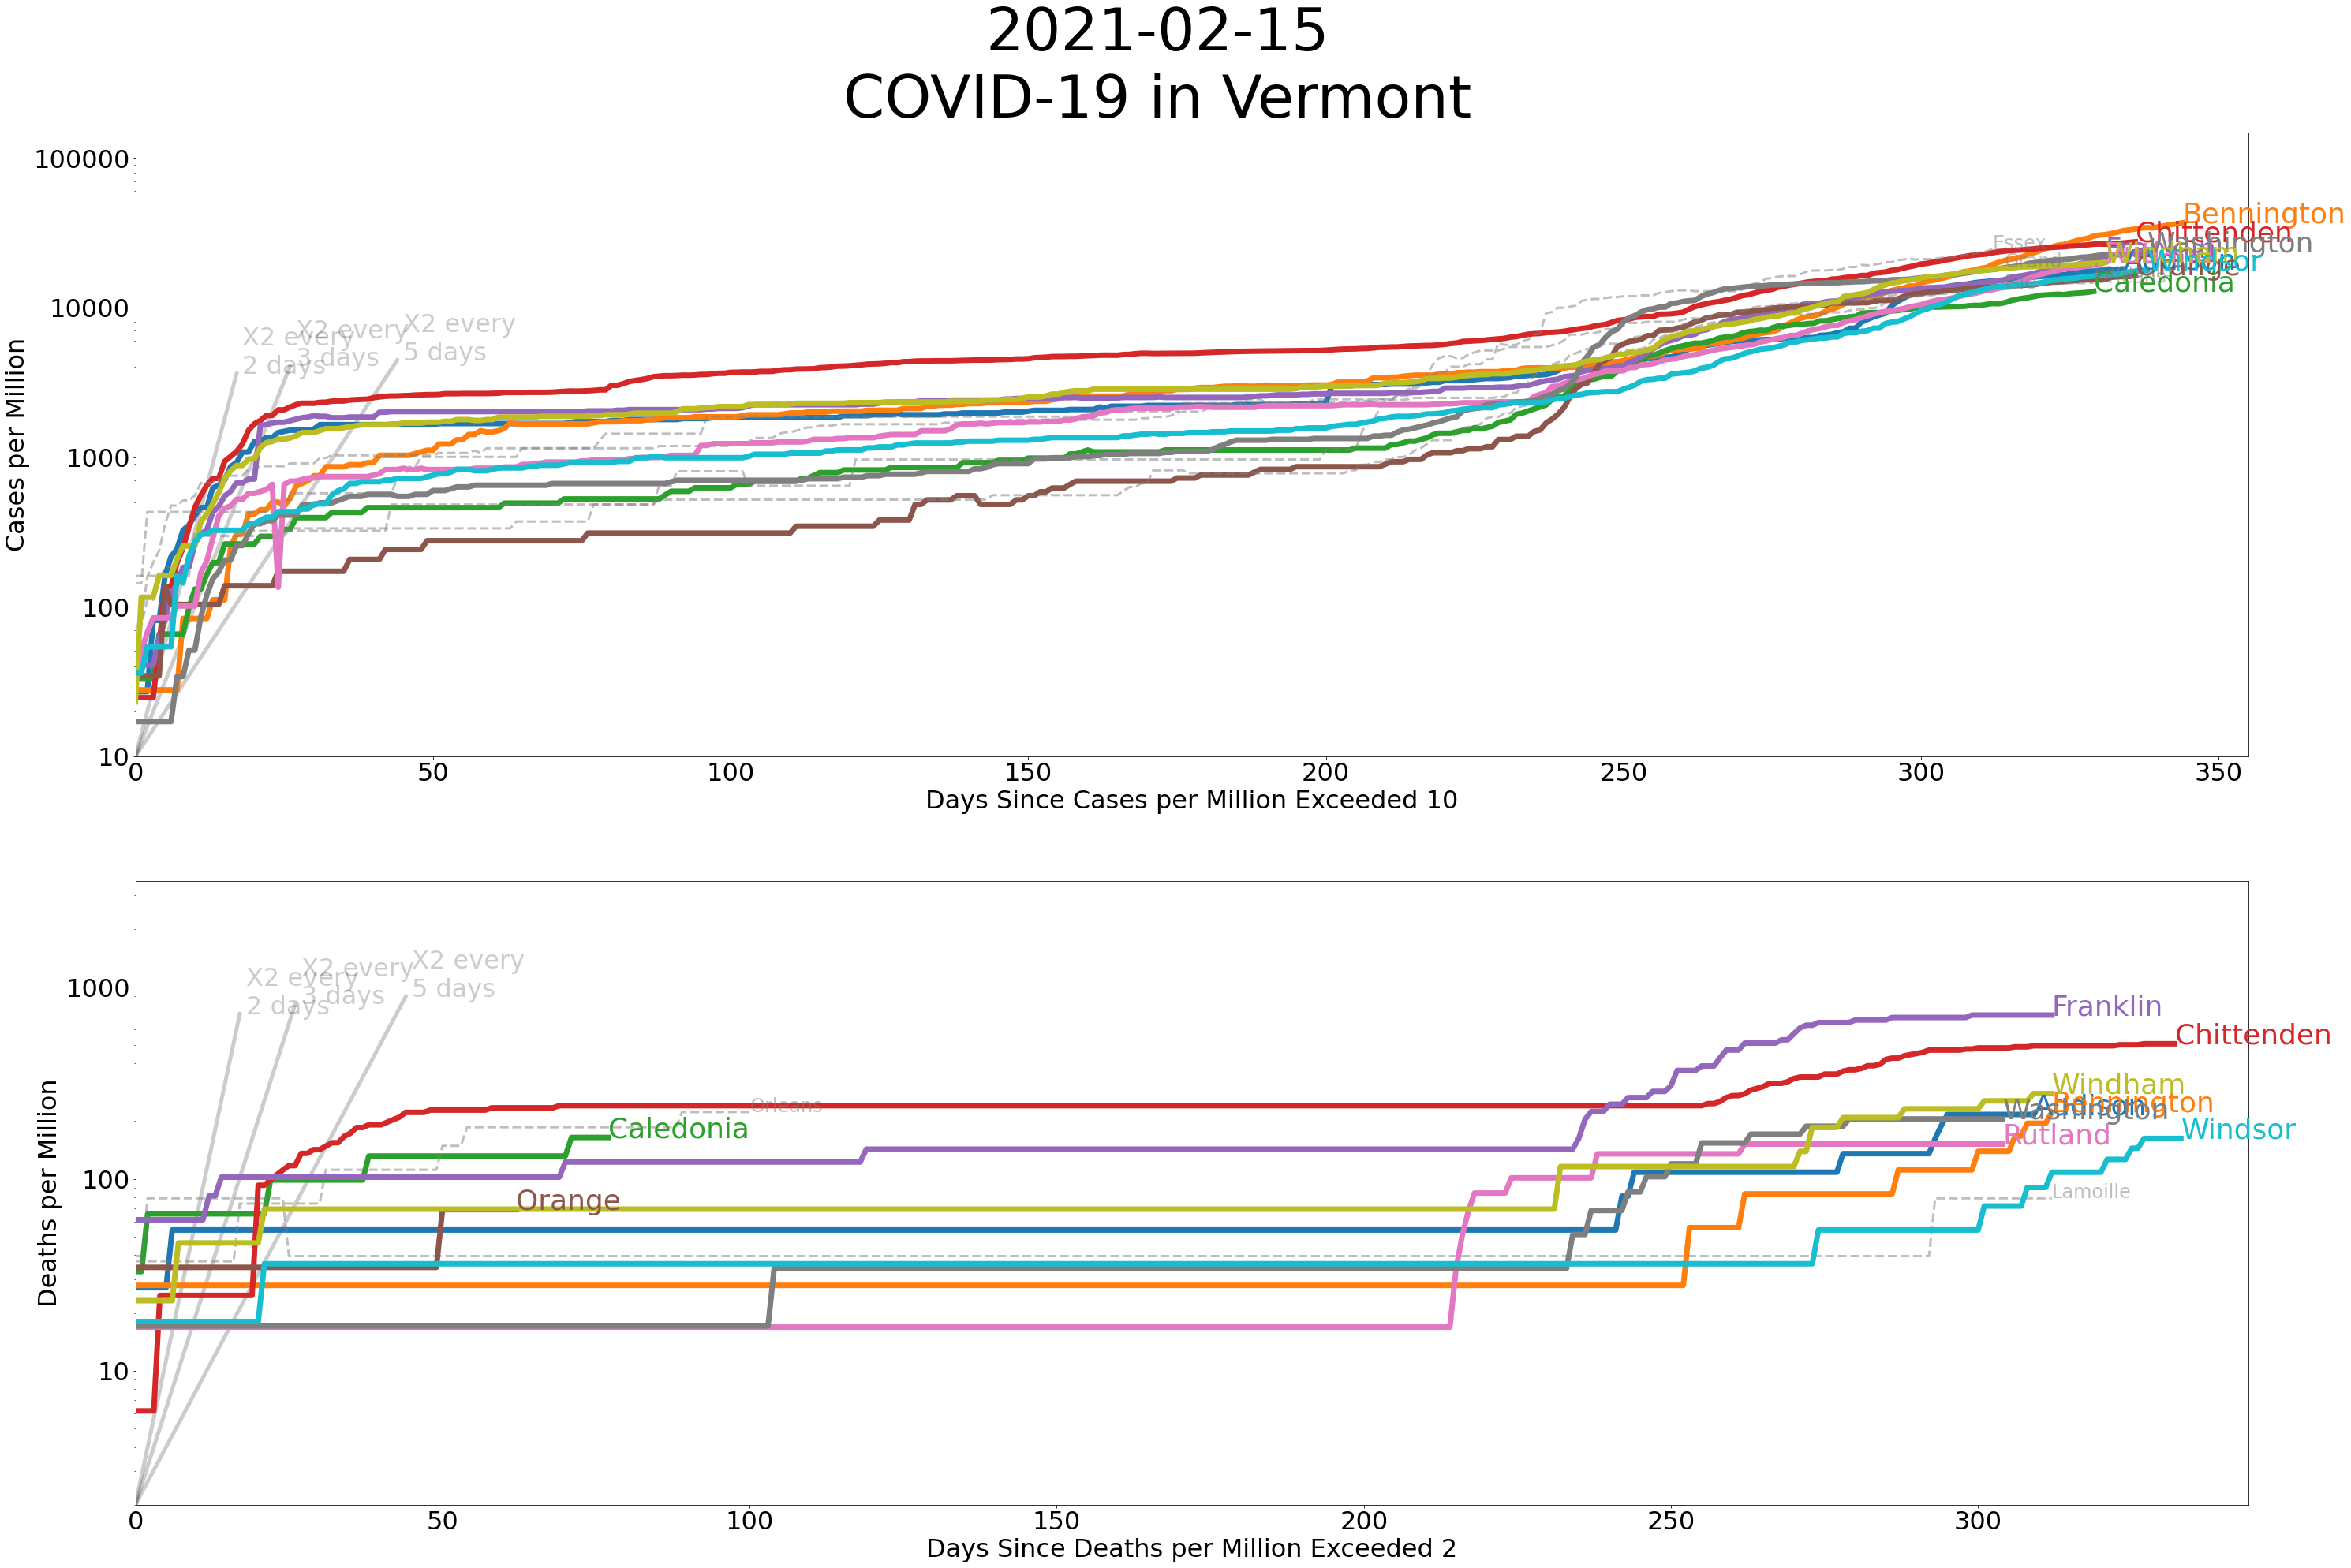 2021-02-15
COVID-19 in Vermont
Cases per Million
100000
10000
1000
100
10
X2 every
2 days
X2 every
3 days
X2 every
5 days
Bennington
Chittenden
Essex
Washington
Windham
Windsor
Orange
Caledonia
0
50
100
150
200
250
300
350
Days Since Cases per Million Exceeded 10
Deaths per Million
1000
100
10
X2 every
2 days
X2 every
3 days
X2 every
5 days
Franklin
Chittenden
Windham
Addison
Bennington
Washington
Rutland
Windsor
Lamoille
Orleans
Caledonia
Orange
0
50
100
150
200
250
300
Days Since Deaths per Million Exceeded 2